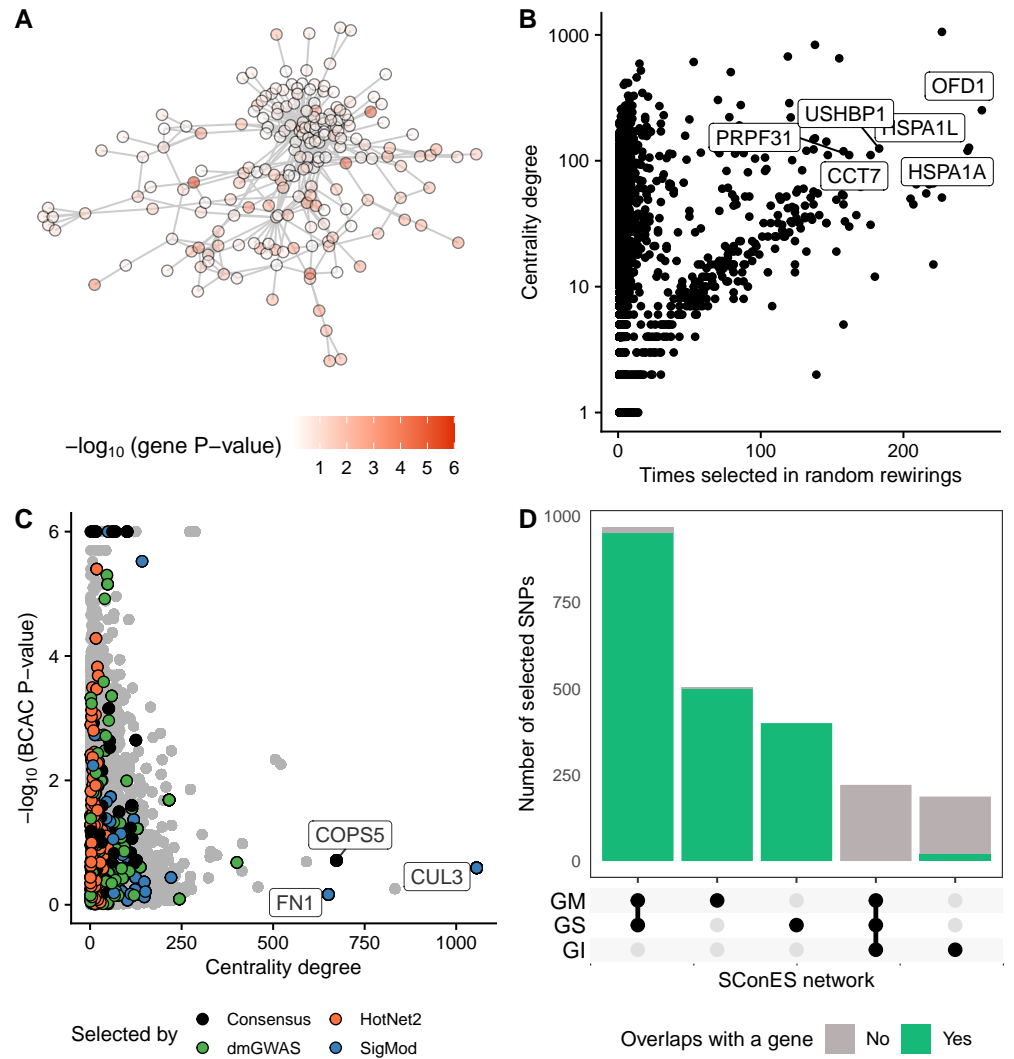 A
−log10 (gene P−value)
1 2 3 4 5 6
B
Centrality degree
1000
100
10
1
OFD1
USHBP1
HSPA1L
PRPF31
CCT7
HSPA1A
0 100 200
Times selected in random rewirings
C
−log10 (BCAC P−value)
6
4
2
0
COPS5
CUL3
FN1
0 250 500 750 1000
Centrality degree
Selected by
Consensus
HotNet2
dmGWAS
SigMod
D
Number of selected SNPs
1000
750
500
250
0
GM
GS
GI
SConES network
Overlaps with a gene No Yes